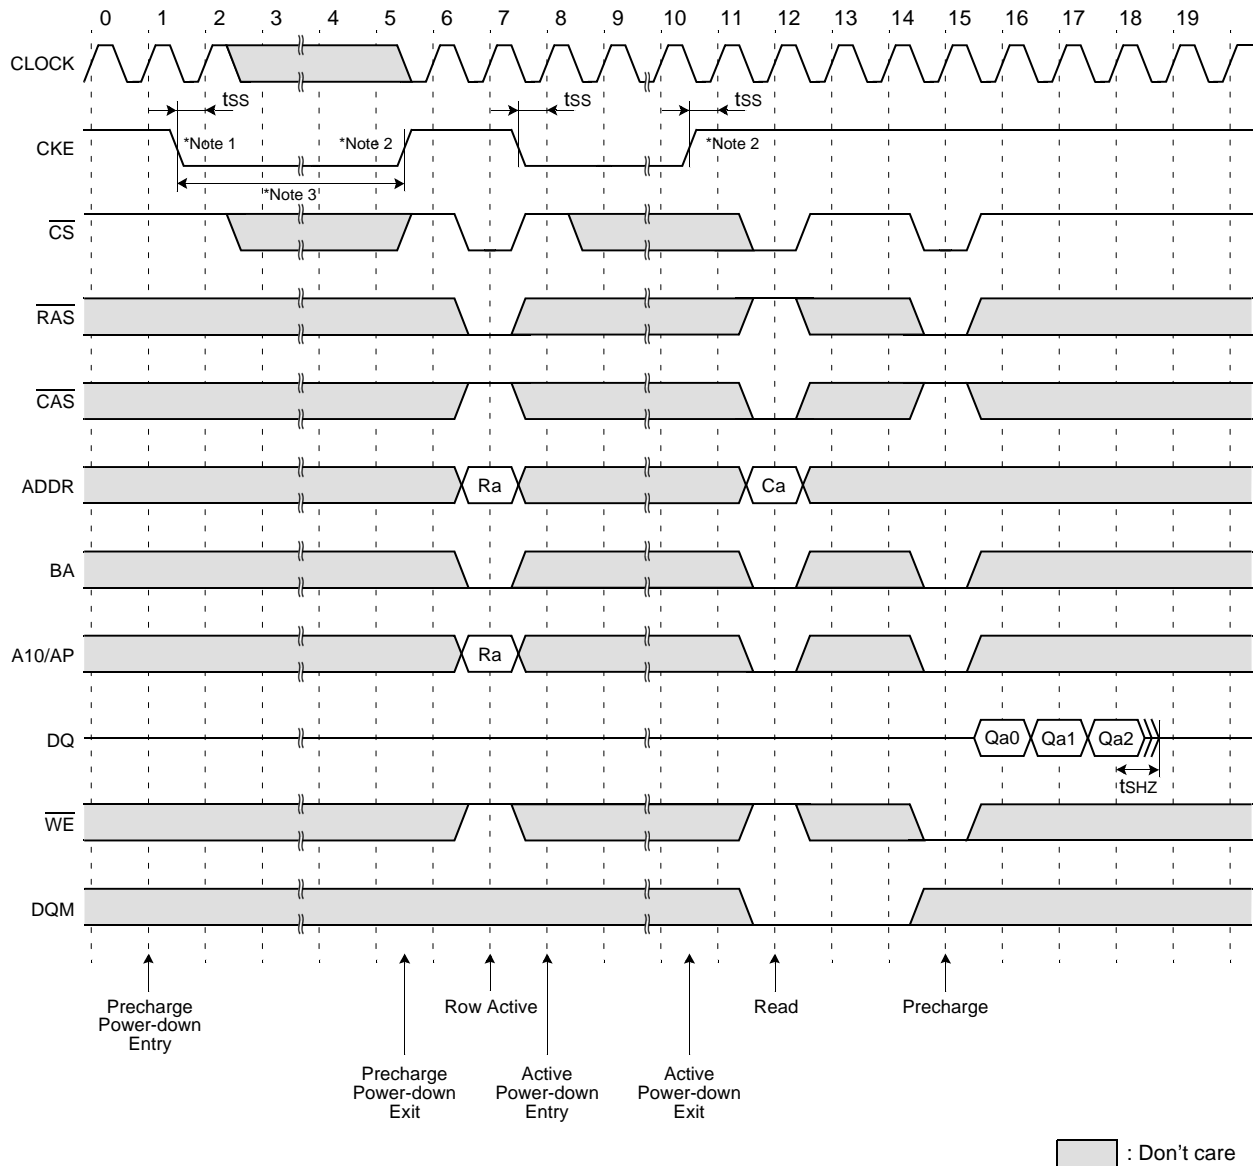 0 1 2 3 4 5 6 7 8 9 10 11 12 13 14 15 16 17 18 19
CLOCK
tSS tSS tSS
CKE *Note 1 *Note 2 *Note 2
*Note 3
CS
RAS
CAS
ADDR Ra Ca
BA
A10/AP Ra
DQ Qa0 Qa1 Qa2
tSHZ
WE
DQM
Precharge
Power-down
Entry
Row Active
Read
Precharge
Precharge
Power-down
Exit
Active
Power-down
Entry
Active
Power-down
Exit
: Don't care